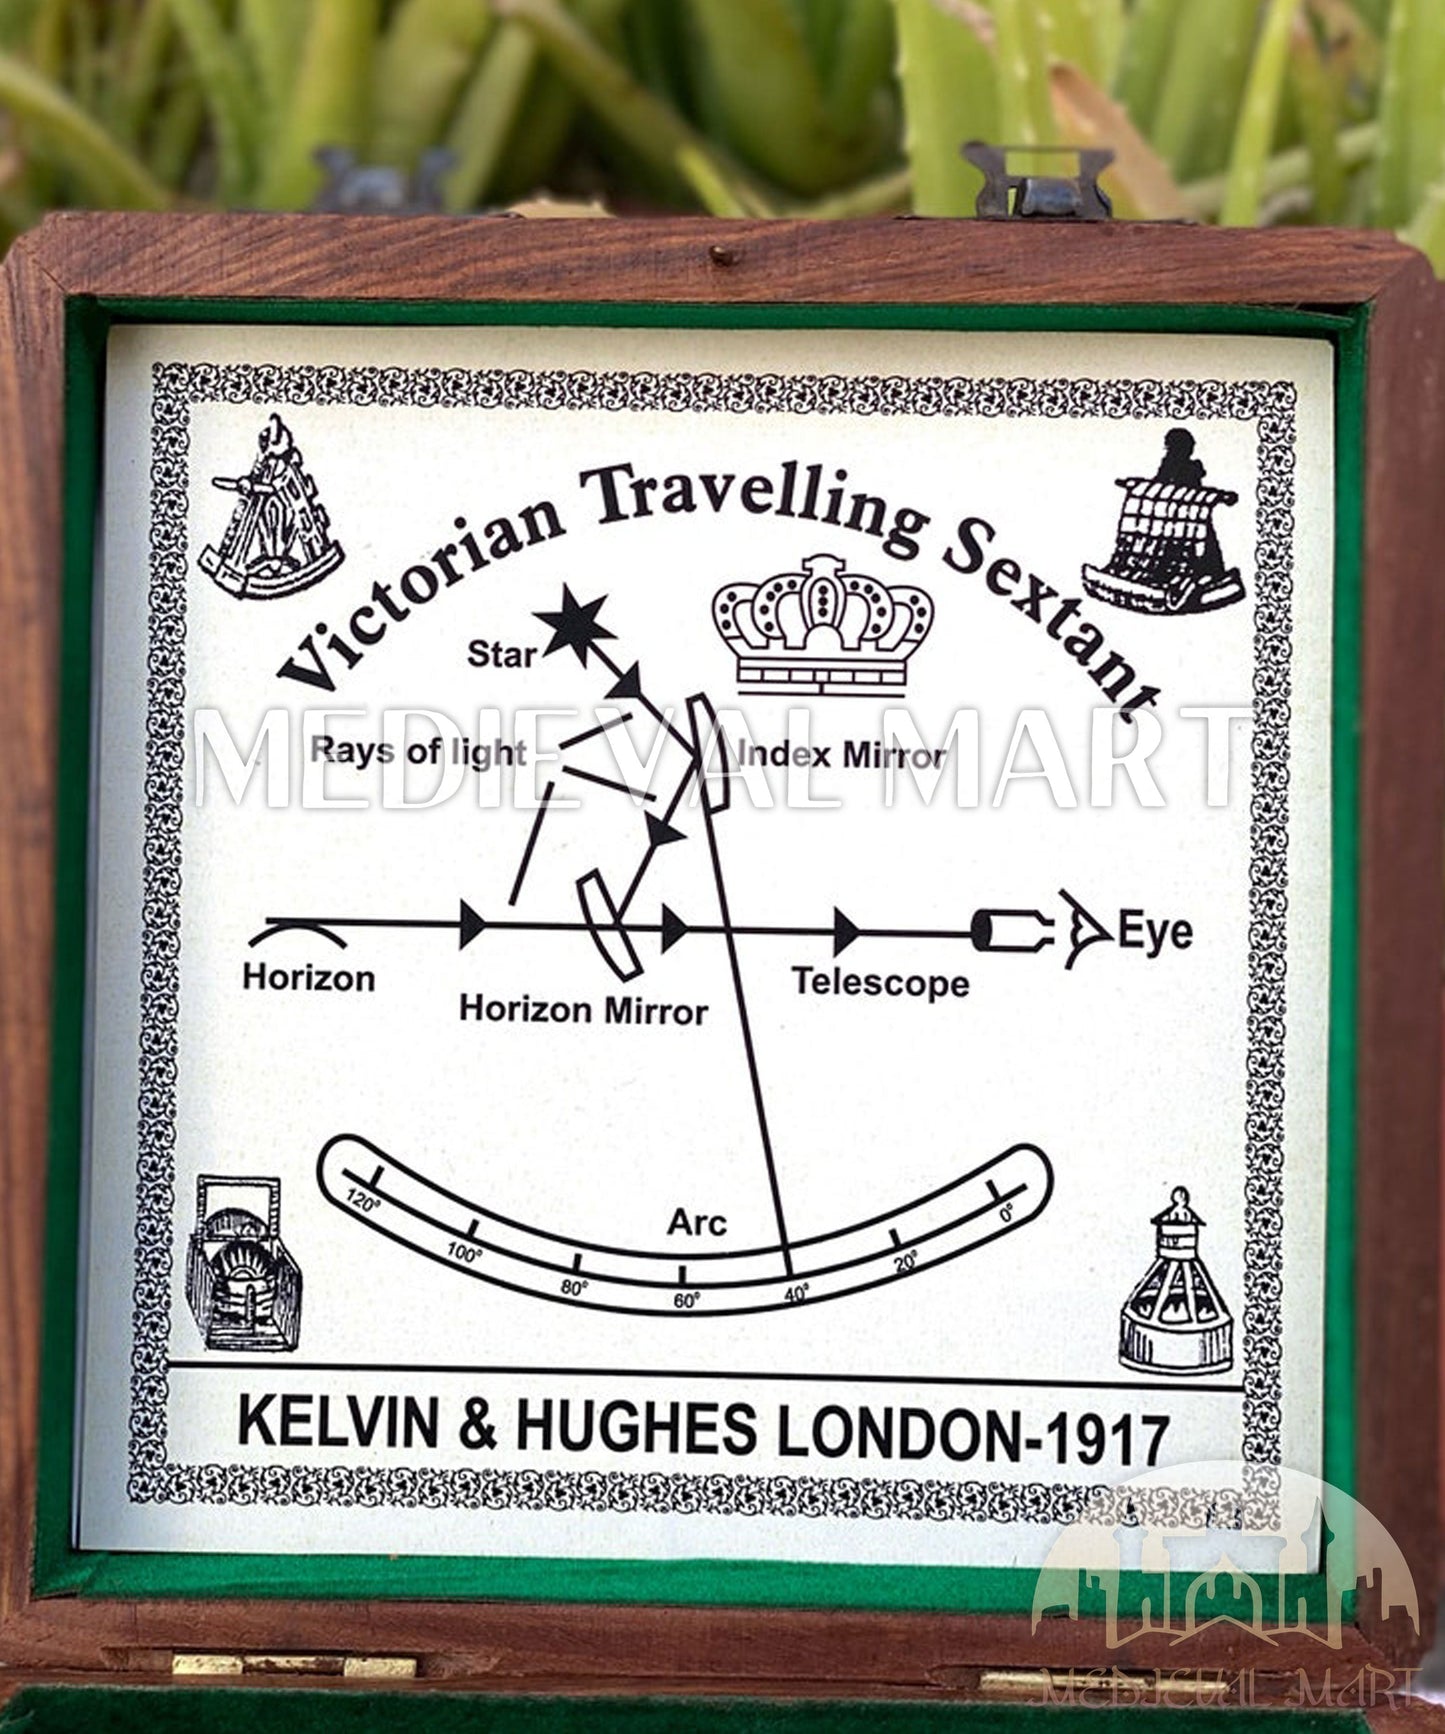 Victorian Travelling Sextant
Star
Rays of light
Index Mirror
MEDIEVAL MART
Eye
Horizon
Telescope
Horizon Mirror
Arc
120° 100° 80° 60° 40° 20° 0°
KELVIN & HUGHES LONDON-1917
MEDIEVAL MART